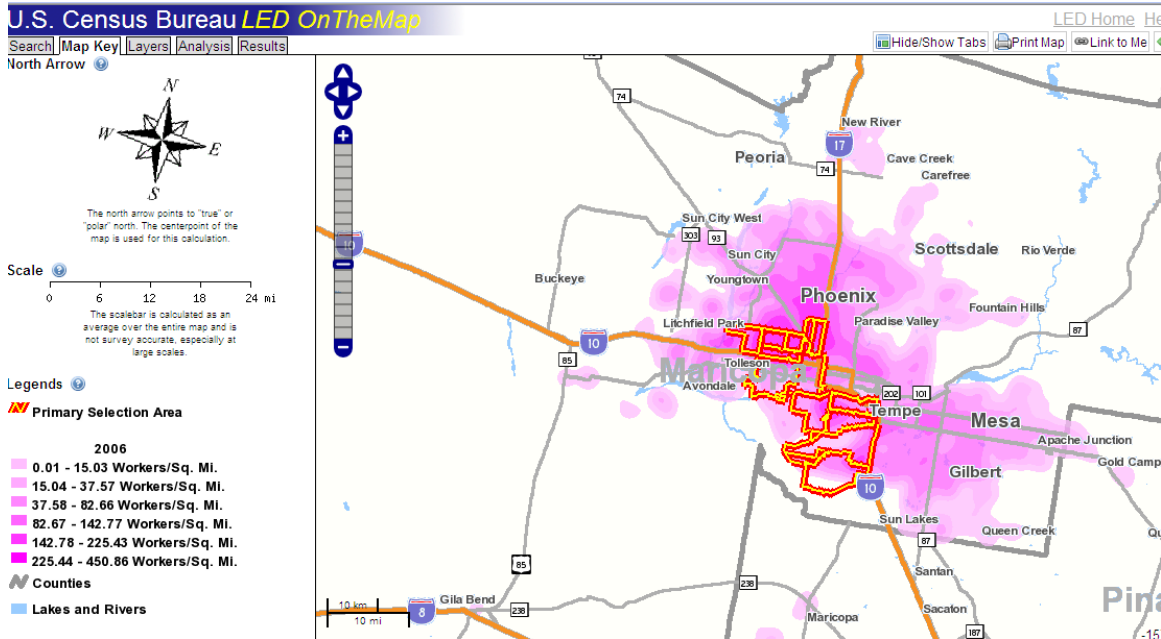 U.S. Census Bureau LED OnTheMap
LED Home He
Search Map Key Layers Analysis Results
Hide/Show Tabs Print Map Link to Me
North Arrow
N
W
E
S
The north arrow points to "true" or
"polar" north. The centerpoint of the
map is used for this calculation.
Scale
0 6 12 18 24 mi
The scalebar is calculated as an
average over the entire map and is
not survey accurate, especially at
large scales.
Legends
Primary Selection Area
2006
0.01 - 15.03 Workers/Sq. Mi.
15.04 - 37.57 Workers/Sq. Mi.
37.58 - 82.66 Workers/Sq. Mi.
82.67 - 142.77 Workers/Sq. Mi.
142.78 - 225.43 Workers/Sq. Mi.
225.44 - 450.86 Workers/Sq. Mi.
Counties
Lakes and Rivers
74
New River
17
Peoria
74
Cave Creek
Carefree
Sun City West
303
93
10
Sun City
Scottsdale
Rio Verde
Buckeye
Youngtown
Phoenix
Fountain Hills
Litchfield Park
Paradise Valley
87
10
85
Tolleson
Maricopa
Avondale
202
101
Tempe
Mesa
Apache Junction
Gold Camp
Gilbert
10
Sun Lakes
Queen Creek
Qu
87
85
Santan
238
Gila Bend
10 km
10 mi
8
238
Maricopa
Sacaton
Pina
187
-15